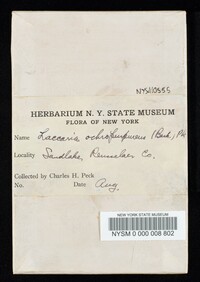 NYSf10555
HERBARIUM N. Y. STATE MUSEUM
FLORA OF NEW YORK
Name Laccaria ochropurpurea (Berk.) Pk
Locality Sandlake, Rensselaer Co.
Collected by Charles H. Peck
No. Date Aug
NEW YORK STATE MUSEUM
NYSM 0 000 008 802